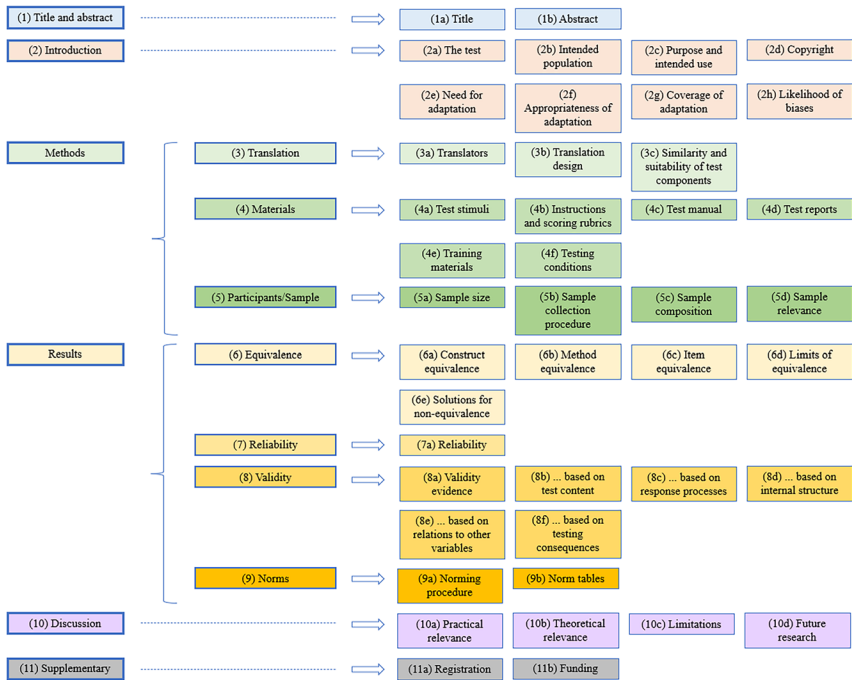 (1) Title and abstract
(1a) Title
(1b) Abstract
(2) Introduction
(2a) The test
(2b) Intended
population
(2c) Purpose and
intended use
(2d) Copyright
(2e) Need for
adaptation
(2f)
Appropriateness of
adaptation
(2g) Coverage of
adaptation
(2h) Likelihood of
biases
Methods
(3) Translation
(3a) Translators
(3b) Translation
design
(3c) Similarity and
suitability of test
components
(4) Materials
(4a) Test stimuli
(4b) Instructions
and scoring rubrics
(4c) Test manual
(4d) Test reports
(4e) Training
materials
(4f) Testing
conditions
(5) Participants/Sample
(5a) Sample size
(5b) Sample
collection
procedure
(5c) Sample
composition
(5d) Sample
relevance
Results
(6) Equivalence
(6a) Construct
equivalence
(6b) Method
equivalence
(6c) Item
equivalence
(6d) Limits of
equivalence
(6e) Solutions for
non-equivalence
(7) Reliability
(7a) Reliability
(8) Validity
(8a) Validity
evidence
(8b) ... based on
test content
(8c) ... based on
response processes
(8d) ... based on
internal structure
(8e) ... based on
relations to other
variables
(8f) ... based on
testing
consequences
(9) Norms
(9a) Norming
procedure
(9b) Norm tables
(10) Discussion
(10a) Practical
relevance
(10b) Theoretical
relevance
(10c) Limitations
(10d) Future
research
(11) Supplementary
(11a) Registration
(11b) Funding